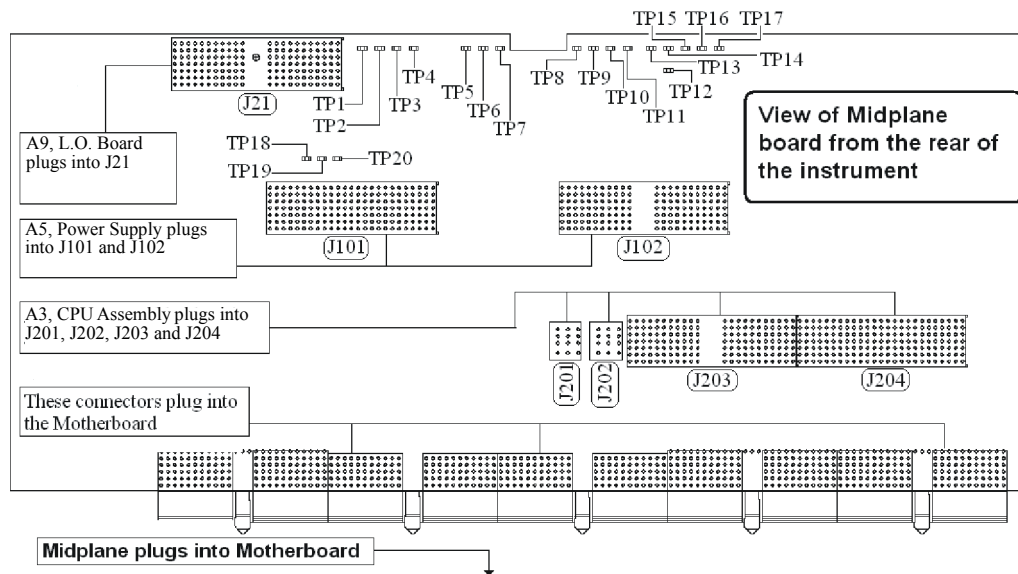 TP15
TP16
TP17
TP14
TP13
TP12
TP11
TP10
TP9
TP8
TP7
TP6
TP5
TP4
TP3
TP2
TP1
J21
View of Midplane
board from the rear of
the instrument
A9, L.O. Board
plugs into J21
TP18
TP19
TP20
A5, Power Supply plugs
into J101 and J102
J101
J102
A3, CPU Assembly plugs into
J201, J202, J203 and J204
J201
J202
J203
J204
These connectors plug into
the Motherboard
Midplane plugs into Motherboard